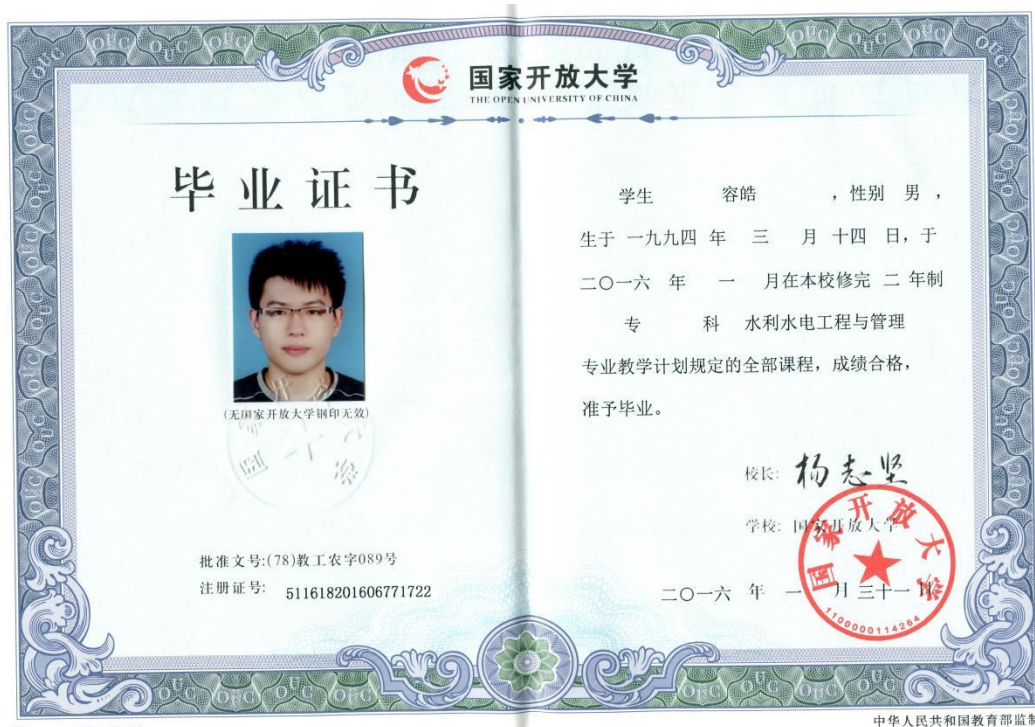 国家开放大学
THE OPEN UNIVERSITY OF CHINA
毕业证书
(无国家开放大学钢印无效)
批准文号:(78)教工农字089号
注册证号: 511618201606771722
学生 容皓 ，性别 男 ，
生于 一九九四 年 三 月 十四 日，于
二〇一六 年 一 月在本校修完 二 年制
专 科 水利水电工程与管理
专业教学计划规定的全部课程，成绩合格，
准予毕业。
校长: 杨志坚
学校: 国家开放大学
二〇一六 年 一 月 三十一 日
国家开放大学
1100000114264
中华人民共和国教育部监制